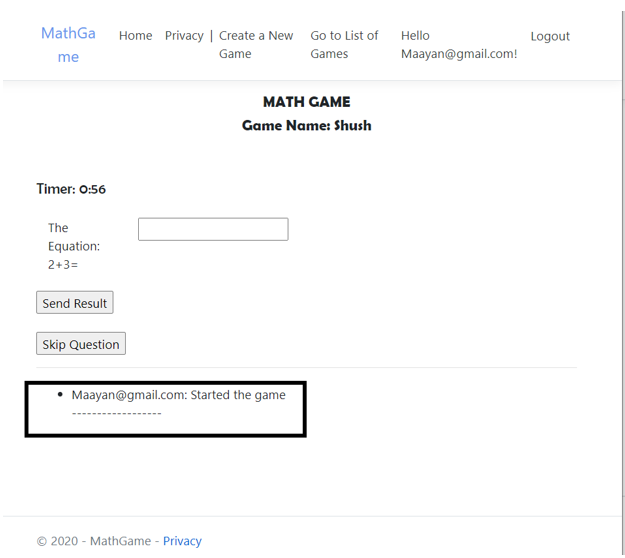 MathGa
me
Home Privacy | Create a New
Game
Go to List of
Games
Hello
Maayan@gmail.com!
Logout
MATH GAME
Game Name: Shush
Timer: 0:56
The
Equation:
2+3=
Send Result
Skip Question
• Maayan@gmail.com: Started the game
------------------
© 2020 - MathGame - Privacy